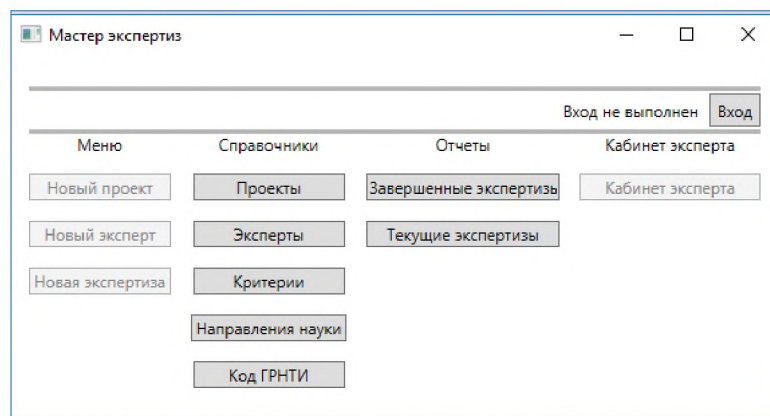 Мастер экспертиз
Вход не выполнен Вход
Меню Справочники Отчеты Кабинет эксперта
Новый проект Проекты Завершенные экспертизы Кабинет эксперта
Новый эксперт Эксперты Текущие экспертизы
Новая экспертиза Критерии
Направления науки
Код ГРНТИ